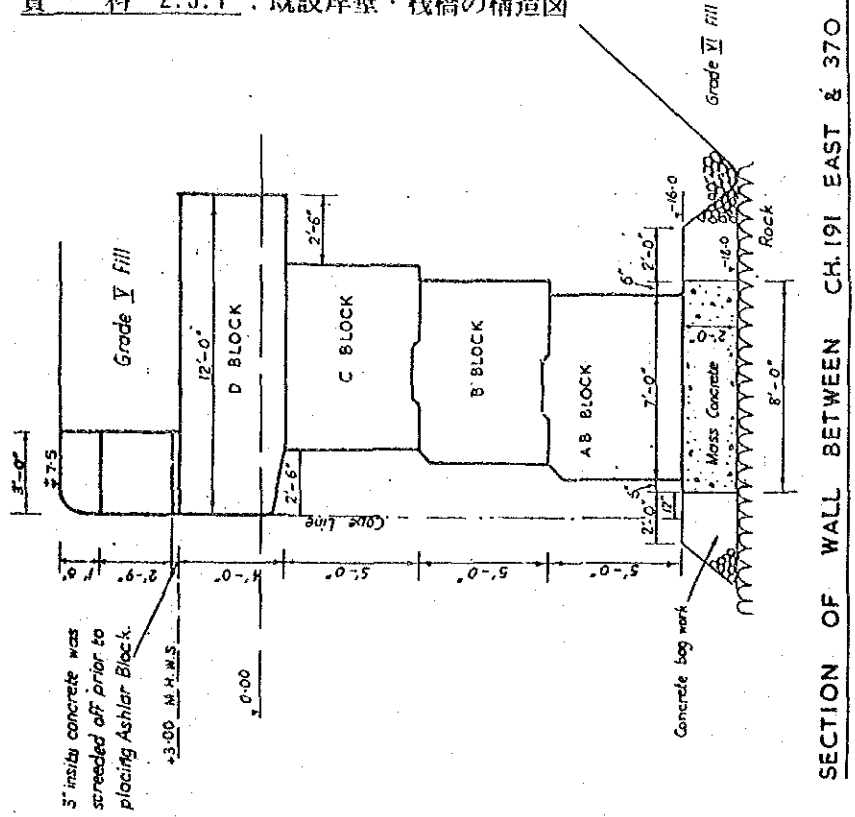 資 料 2.3.1 : 既設岸壁・桟橋の構造図
3" insitu concrete was
screeded off prior to
placing Ashlar Block.
+3·00 M.H.W.S.
0·00
3'-0"
+7·5
1'-6"
2'-9"
4'-0"
5'-0"
5'-0"
5'-0"
Grade V Fill
12'-0"
D BLOCK
2'-6"
2'-6"
Cope Line
C BLOCK
B BLOCK
AB BLOCK
7'-0"
6"
6"
2'-0"
2'-0"
12"
-16·0
-18·0
2'-0"
Mass Concrete
8'-0"
Concrete bag work
Rock
Grade VI Fill
SECTION OF WALL BETWEEN CH. 191 EAST & 370